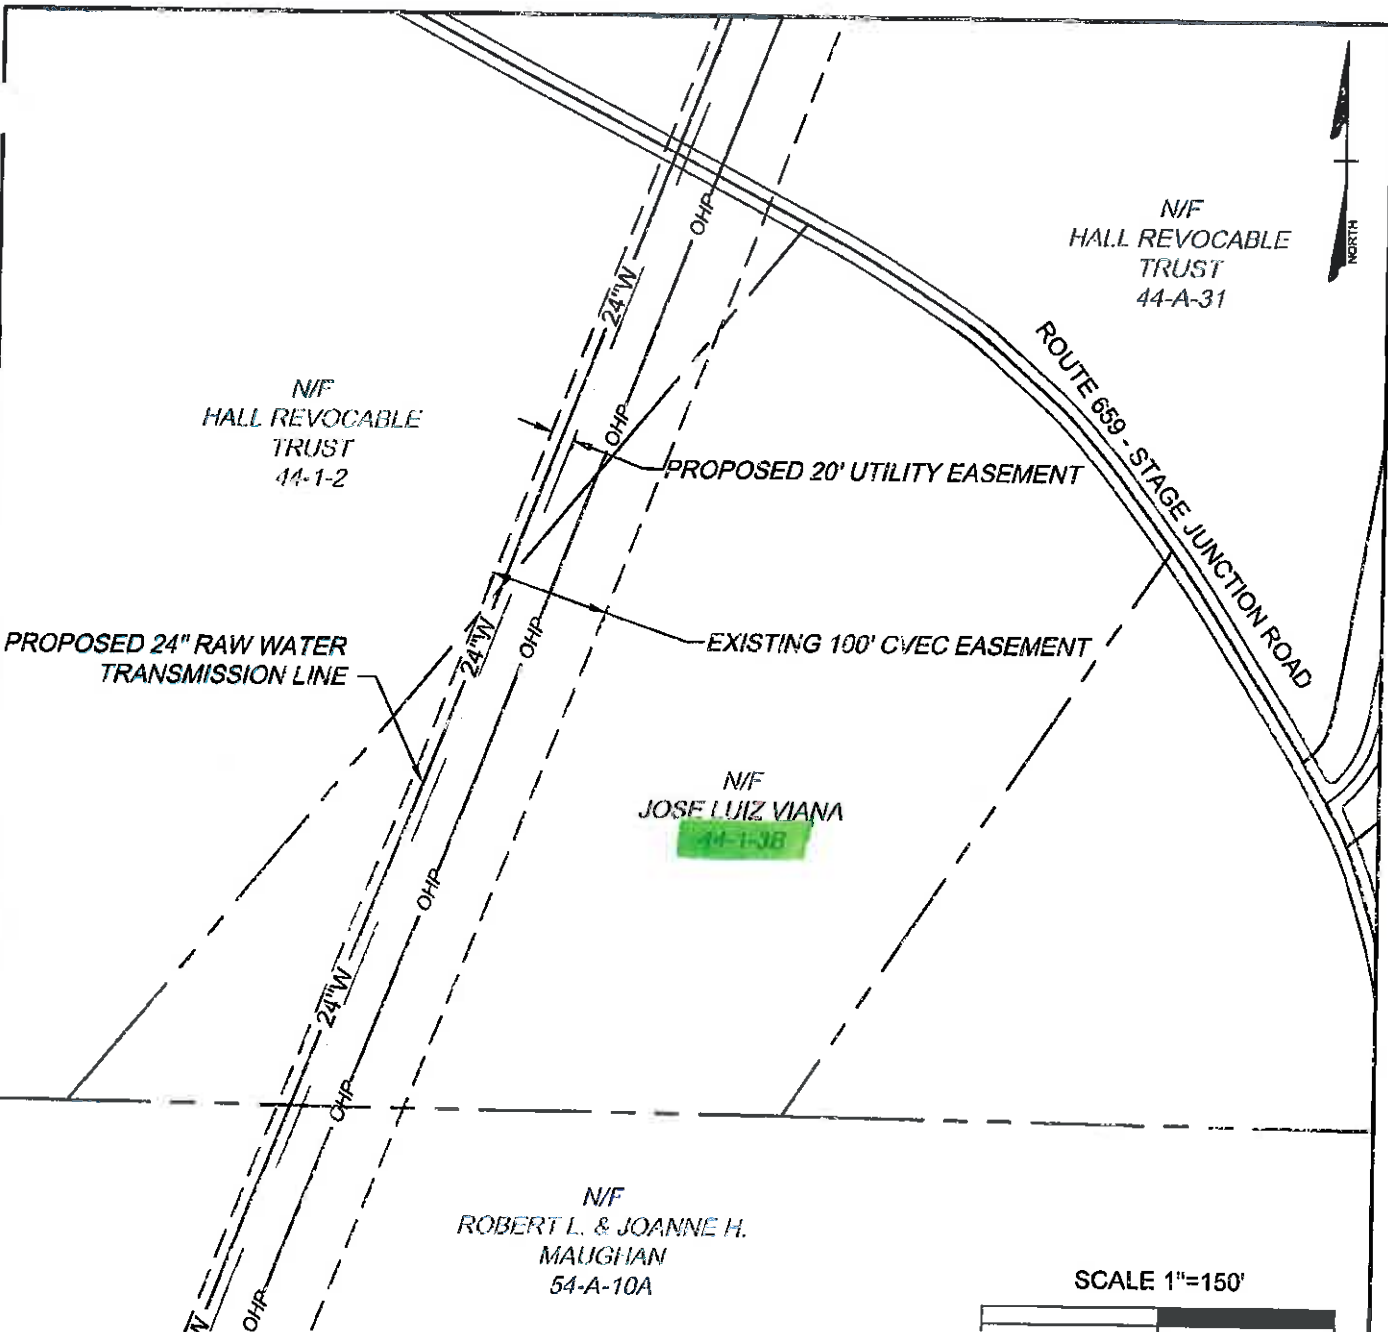 N/F
HALL REVOCABLE
TRUST
44-A-31
NORTH
ROUTE 659 - STAGE JUNCTION ROAD
OHP
24"W
N/F
HALL REVOCABLE
TRUST
44-1-2
OHP
PROPOSED 20' UTILITY EASEMENT
PROPOSED 24" RAW WATER
TRANSMISSION LINE
24"W
OHP
EXISTING 100' CVEC EASEMENT
N/F
JOSE LUIZ VIANA
44-1-3B
OHP
24"W
OHP
N/F
ROBERT L. & JOANNE H.
MAUGHAN
54-A-10A
SCALE 1"=150'
OHP
W